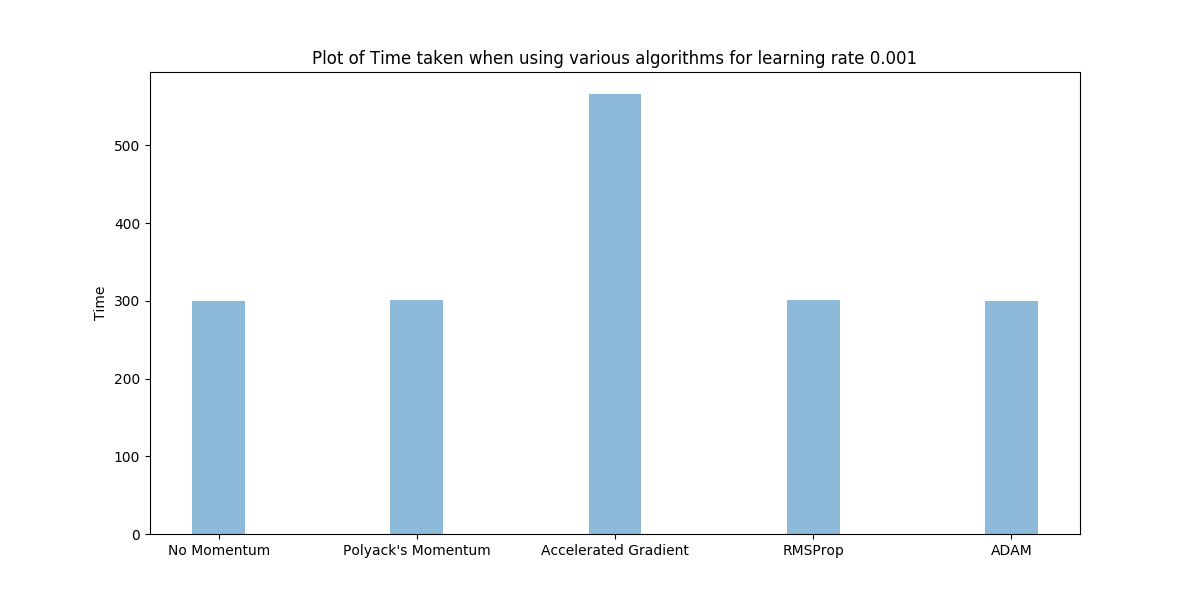 Plot of Time taken when using various algorithms for learning rate 0.001
500
400
300
200
100
0
Time
No Momentum
Polyack's Momentum
Accelerated Gradient
RMSProp
ADAM